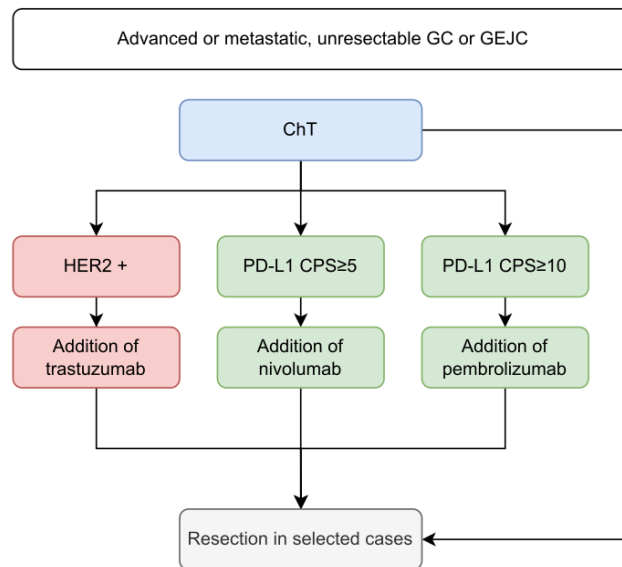 Advanced or metastatic, unresectable GC or GEJC
ChT
HER2 +
PD-L1 CPS≥5
PD-L1 CPS≥10
Addition of
trastuzumab
Addition of
nivolumab
Addition of
pembrolizumab
Resection in selected cases